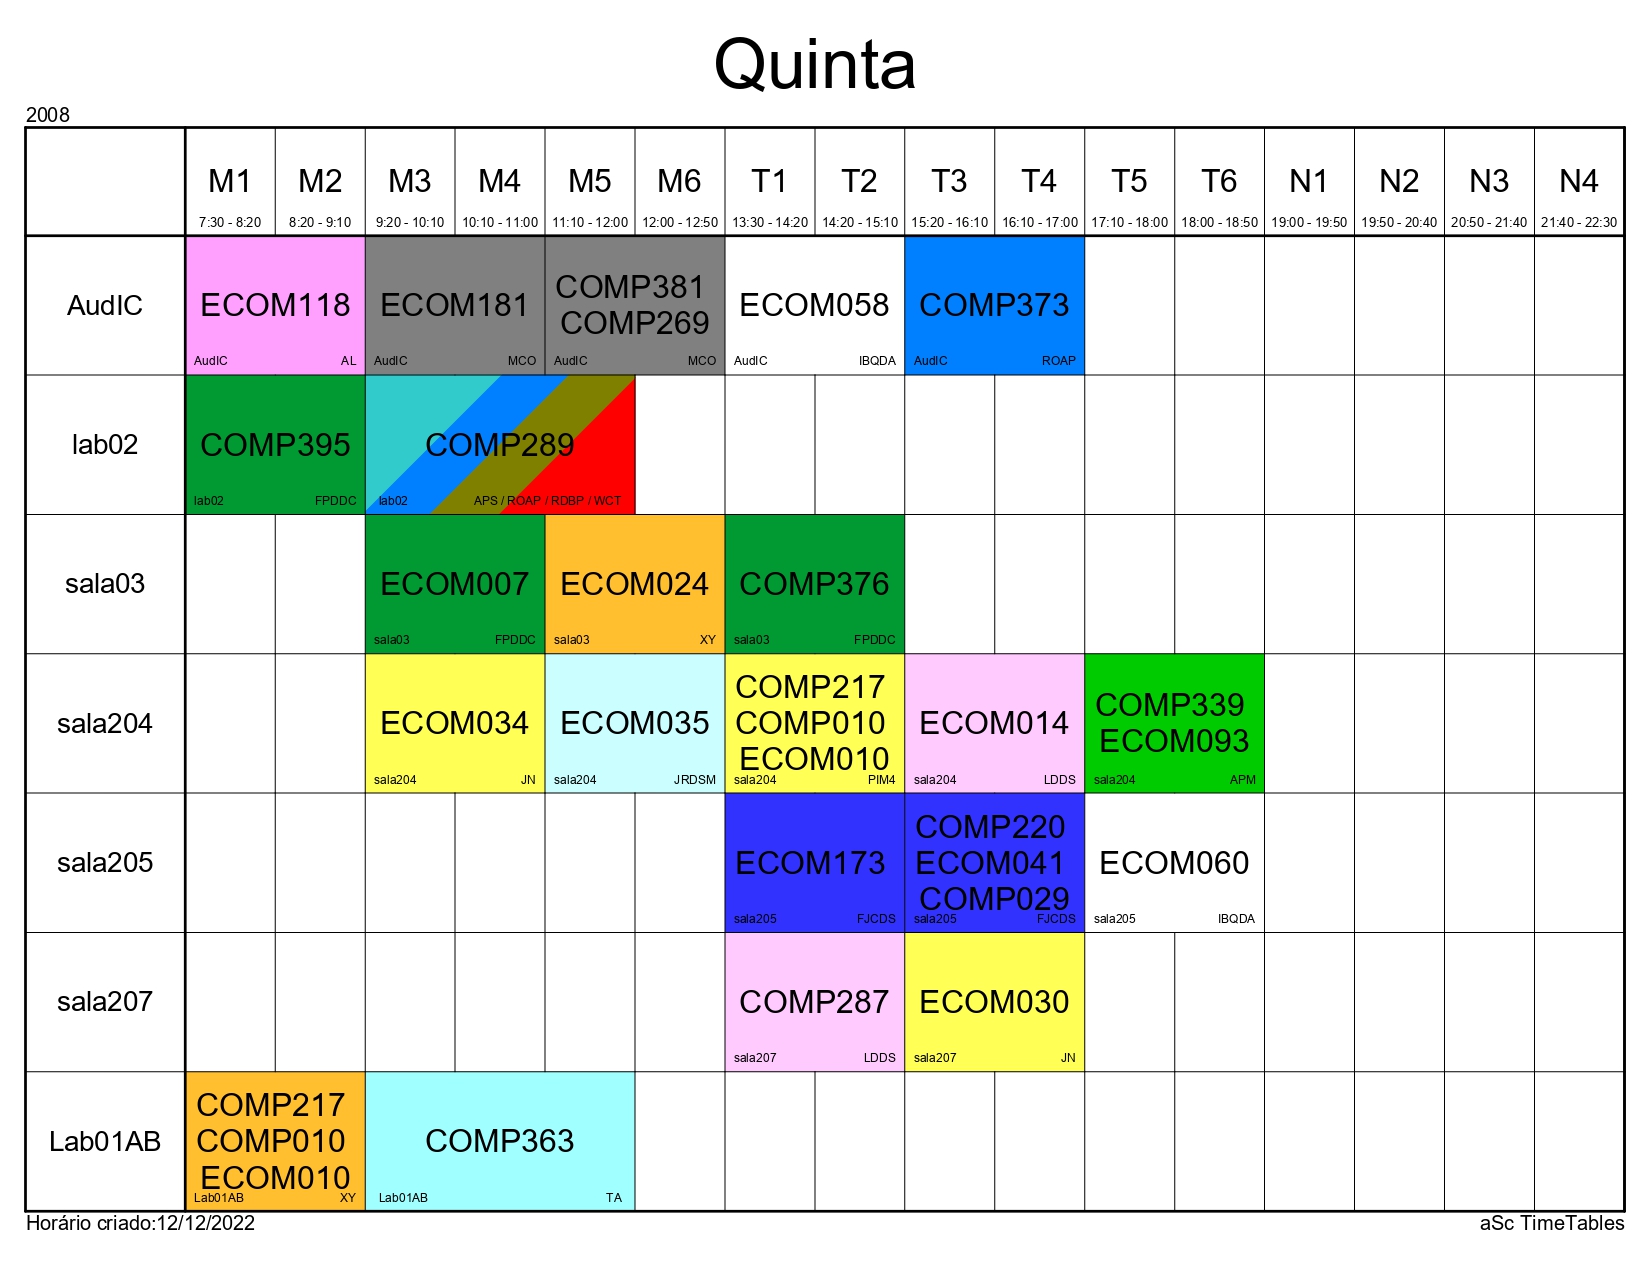 Quinta
2008
M1 M2 M3 M4 M5 M6 T1 T2 T3 T4 T5 T6 N1 N2 N3 N4
7:30 - 8:20 8:20 - 9:10 9:20 - 10:10 10:10 - 11:00 11:10 - 12:00 12:00 - 12:50 13:30 - 14:20 14:20 - 15:10 15:20 - 16:10 16:10 - 17:00 17:10 - 18:00 18:00 - 18:50 19:00 - 19:50 19:50 - 20:40 20:50 - 21:40 21:40 - 22:30
AudIC
ECOM118
AudIC AL
ECOM181
AudIC MCO
COMP381
COMP269
AudIC MCO
ECOM058
AudIC IBQDA
COMP373
AudIC ROAP
lab02
COMP395
lab02 FPDDC
COMP289
lab02 APS / ROAP / RDBP / WCT
sala03
ECOM007
sala03 FPDDC
ECOM024
sala03 XY
COMP376
sala03 FPDDC
sala204
ECOM034
sala204 JN
ECOM035
sala204 JRDSM
COMP217
COMP010
ECOM010
sala204 PIM4
ECOM014
sala204 LDDS
COMP339
ECOM093
sala204 APM
sala205
ECOM173
sala205 FJCDS
COMP220
ECOM041
COMP029
sala205 FJCDS
ECOM060
sala205 IBQDA
sala207
COMP287
sala207 LDDS
ECOM030
sala207 JN
Lab01AB
COMP217
COMP010
ECOM010
Lab01AB XY
COMP363
Lab01AB TA
Horário criado:12/12/2022
aSc TimeTables